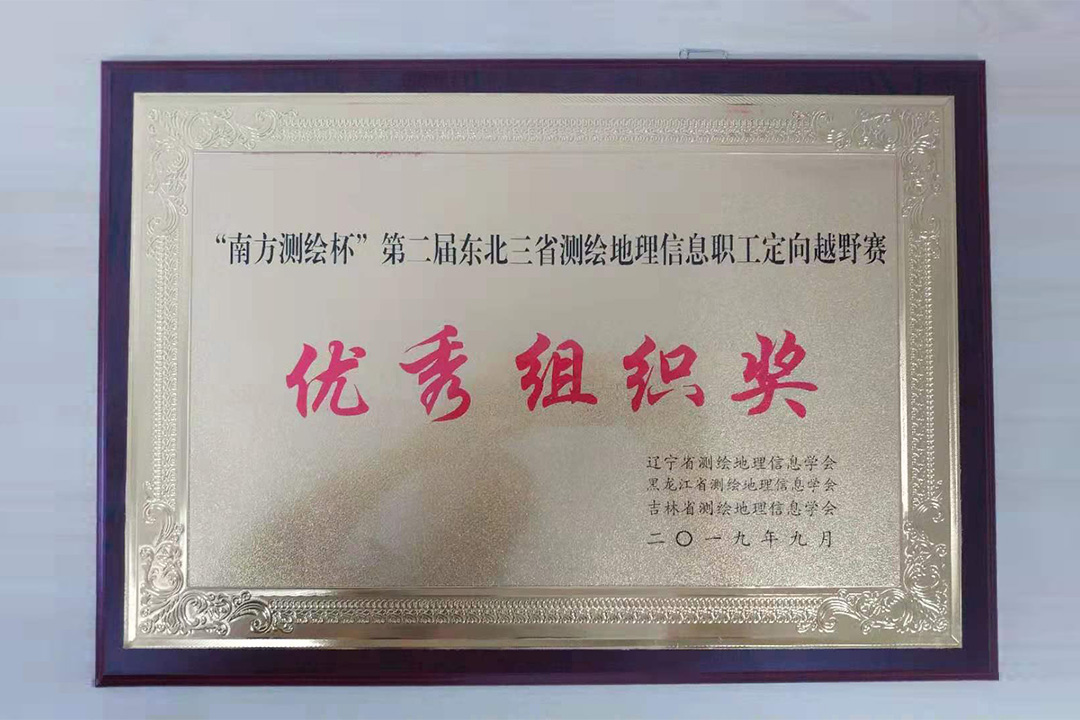 “南方测绘杯”第二届东北三省测绘地理信息职工定向越野赛
优秀组织奖
辽宁省测绘地理信息学会
黑龙江省测绘地理信息学会
吉林省测绘地理信息学会
二〇一九年九月